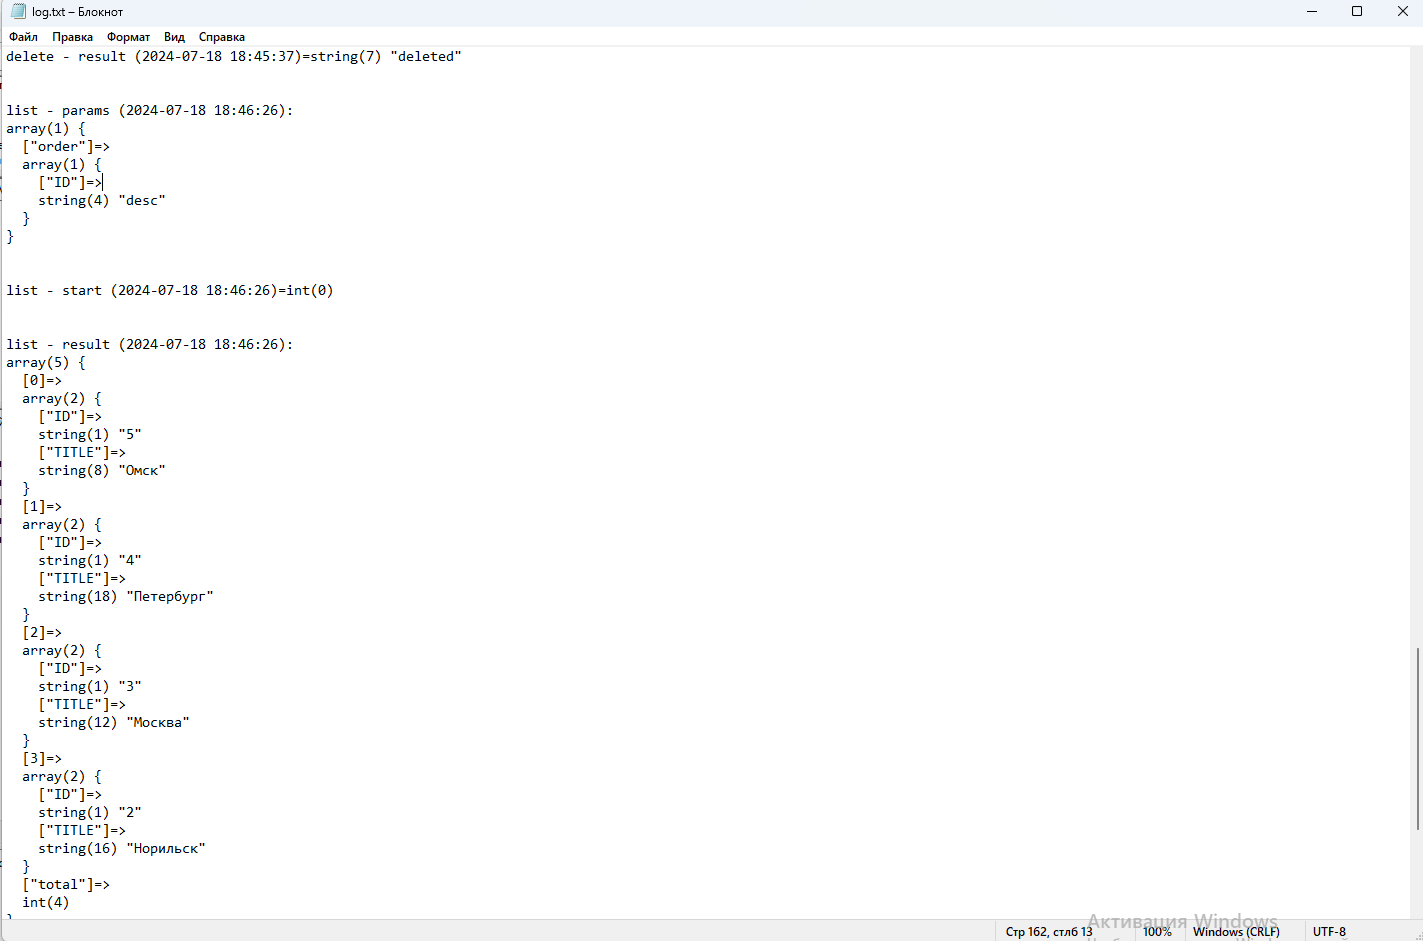 log.txt – Блокнот
Файл Правка Формат Вид Справка
delete - result (2024-07-18 18:45:37)=string(7) "deleted"
list - params (2024-07-18 18:46:26):
array(1) {
["order"]=>
array(1) {
["ID"]=>
string(4) "desc"
}
}
list - start (2024-07-18 18:46:26)=int(0)
list - result (2024-07-18 18:46:26):
array(5) {
[0]=>
array(2) {
["ID"]=>
string(1) "5"
["TITLE"]=>
string(8) "Омск"
}
[1]=>
array(2) {
["ID"]=>
string(1) "4"
["TITLE"]=>
string(18) "Петербург"
}
[2]=>
array(2) {
["ID"]=>
string(1) "3"
["TITLE"]=>
string(12) "Москва"
}
[3]=>
array(2) {
["ID"]=>
string(1) "2"
["TITLE"]=>
string(16) "Норильск"
}
["total"]=>
int(4)
}
Активация Windows
Стр 162, стлб 13 100% Windows (CRLF) UTF-8